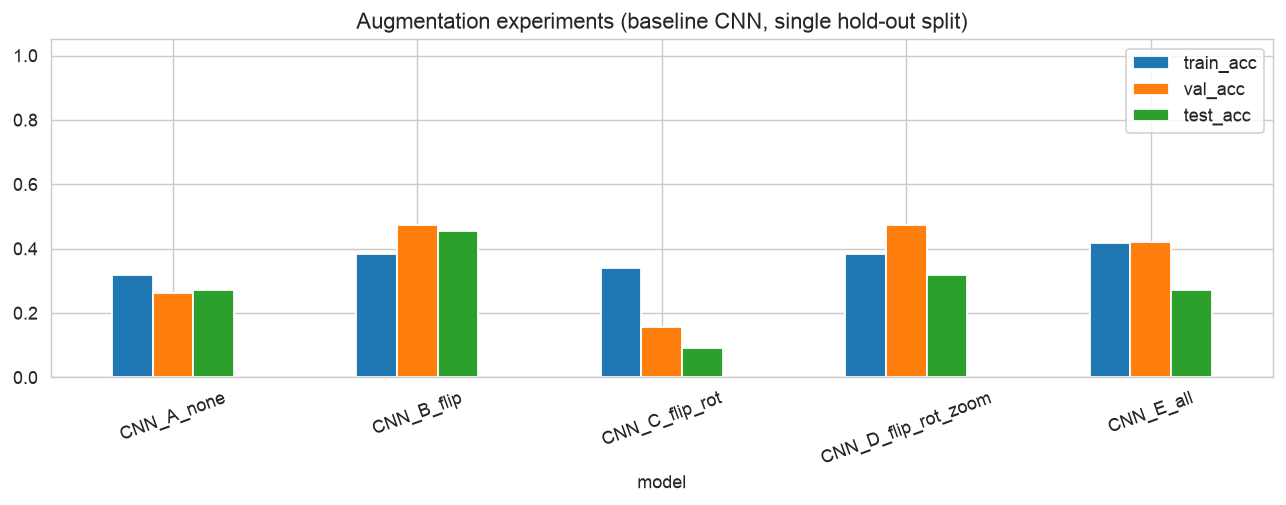 Augmentation experiments (baseline CNN, single hold-out split)
train_acc
val_acc
test_acc
1.0
0.8
0.6
0.4
0.2
0.0
CNN_A_none
CNN_B_flip
CNN_C_flip_rot
CNN_D_flip_rot_zoom
CNN_E_all
model